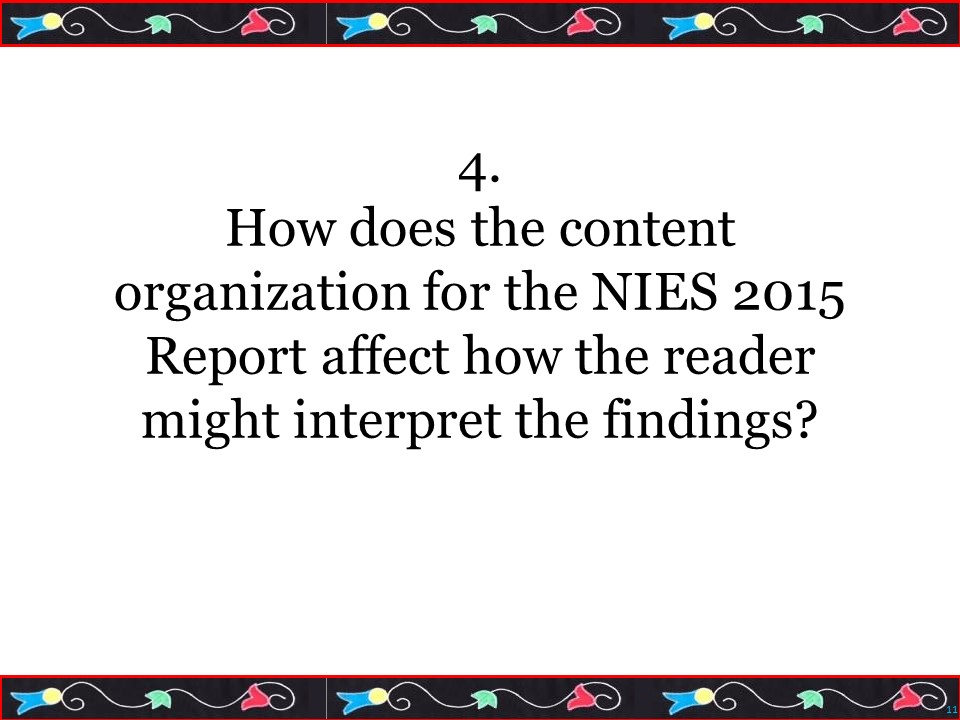 4.
How does the content
organization for the NIES 2015
Report affect how the reader
might interpret the findings?
11